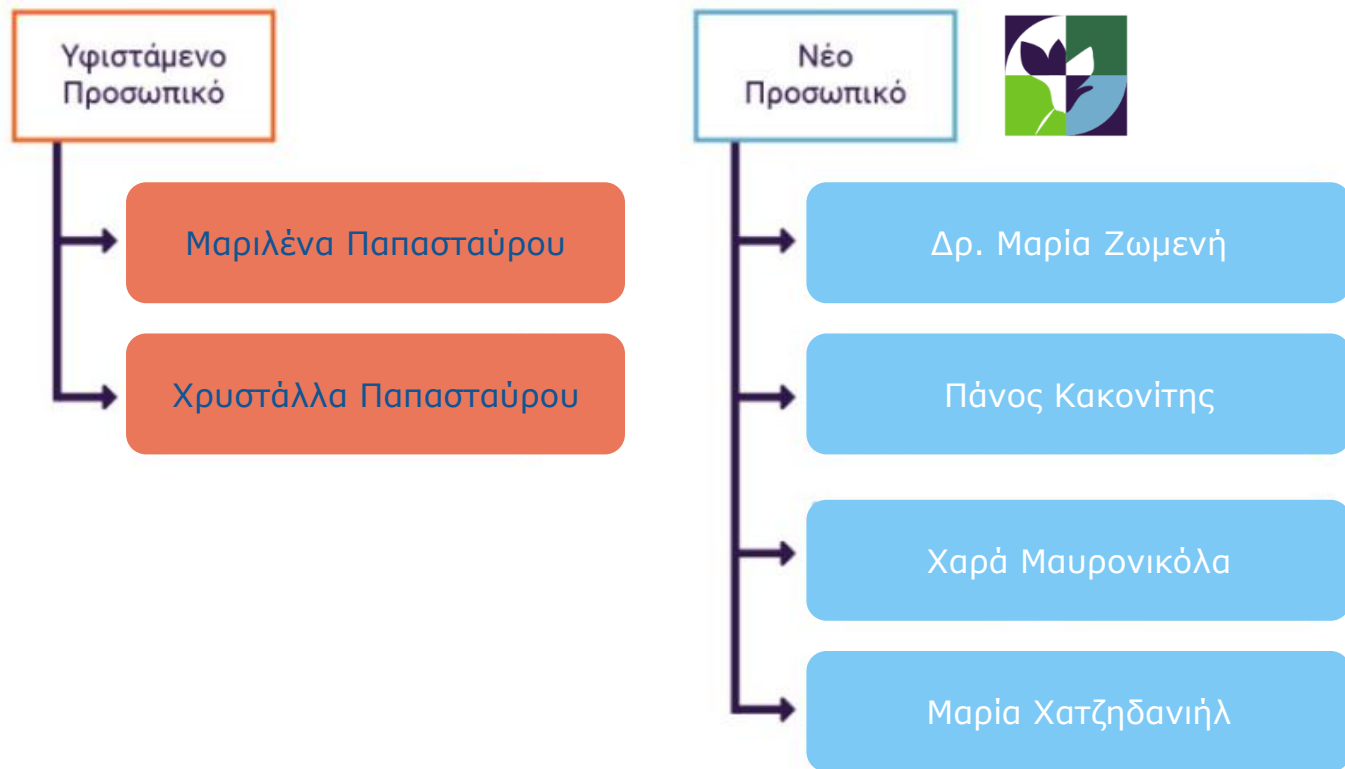 Υφιστάμενο
Προσωπικό
Μαριλένα Παπασταύρου
Χρυστάλλα Παπασταύρου
Νέο
Προσωπικό
Δρ. Μαρία Ζωμενή
Πάνος Κακονίτης
Χαρά Μαυρονικόλα
Μαρία Χατζηδανιήλ